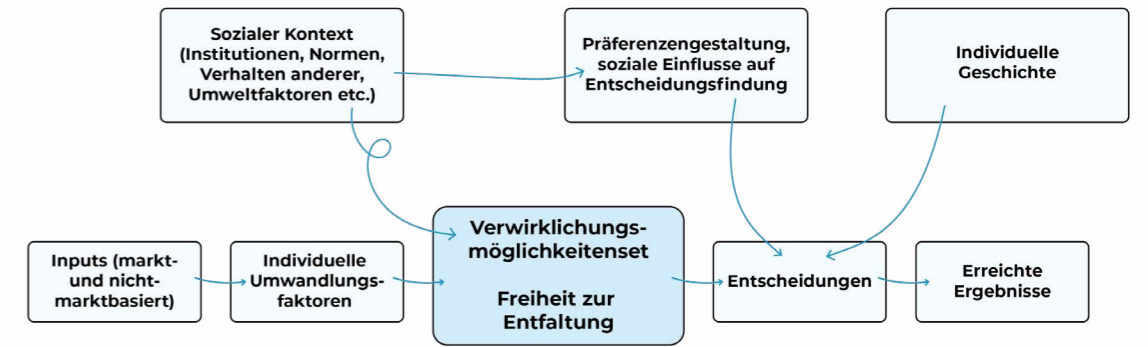 Sozialer Kontext
(Institutionen, Normen,
Verhalten anderer,
Umweltfaktoren etc.)
Präferenzengestaltung,
soziale Einflusse auf
Entscheidungsfindung
Individuelle
Geschichte
Inputs (markt-
und nicht-
marktbasiert)
Individuelle
Umwandlungs-
faktoren
Verwirklichungs-
möglichkeitenset
Freiheit zur
Entfaltung
Entscheidungen
Erreichte
Ergebnisse